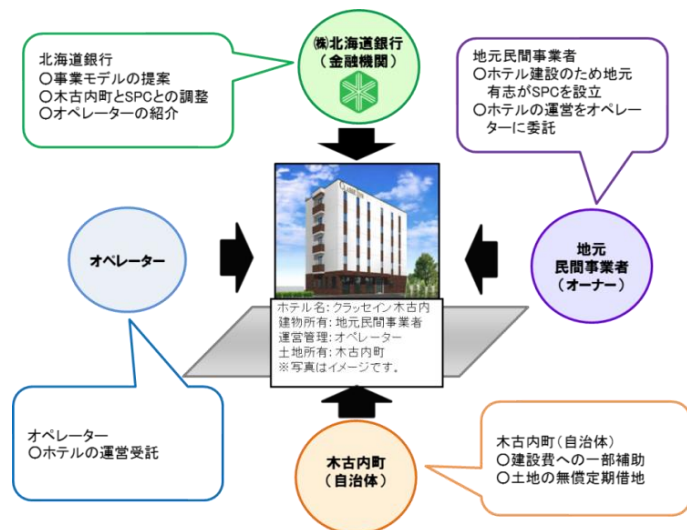 ㈱北海道銀行
(金融機関)
北海道銀行
○事業モデルの提案
○木古内町とSPCとの調整
○オペレーターの紹介
地元民間事業者
○ホテル建設のため地元
有志がSPCを設立
○ホテルの運営をオペレー
ターに委託
オペレーター
地元
民間事業者
(オーナー)
ホテル名:クラッセイン木古内
建物所有:地元民間事業者
運営管理:オペレーター
土地所有:木古内町
※写真はイメージです。
オペレーター
○ホテルの運営受託
木古内町
(自治体)
木古内町(自治体)
○建設費への一部補助
○土地の無償定期借地